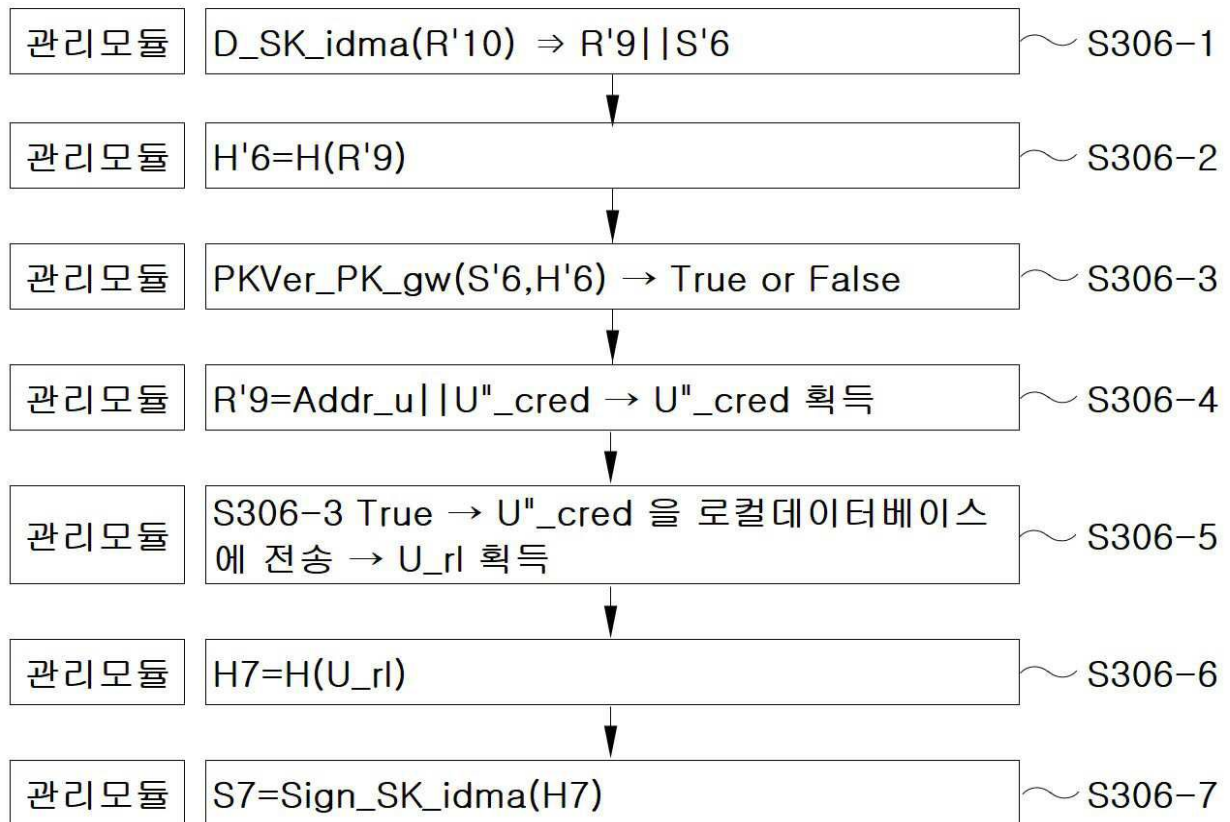 관리모듈 D_SK_idma(R'10) ⇒ R'9||S'6 S306-1
관리모듈 H'6=H(R'9) S306-2
관리모듈 PKVer_PK_gw(S'6,H'6) → True or False S306-3
관리모듈 R'9=Addr_u||U"_cred → U"_cred 획득 S306-4
관리모듈 S306-3 True → U"_cred 을 로컬데이터베이스
에 전송 → U_rl 획득 S306-5
관리모듈 H7=H(U_rl) S306-6
관리모듈 S7=Sign_SK_idma(H7) S306-7